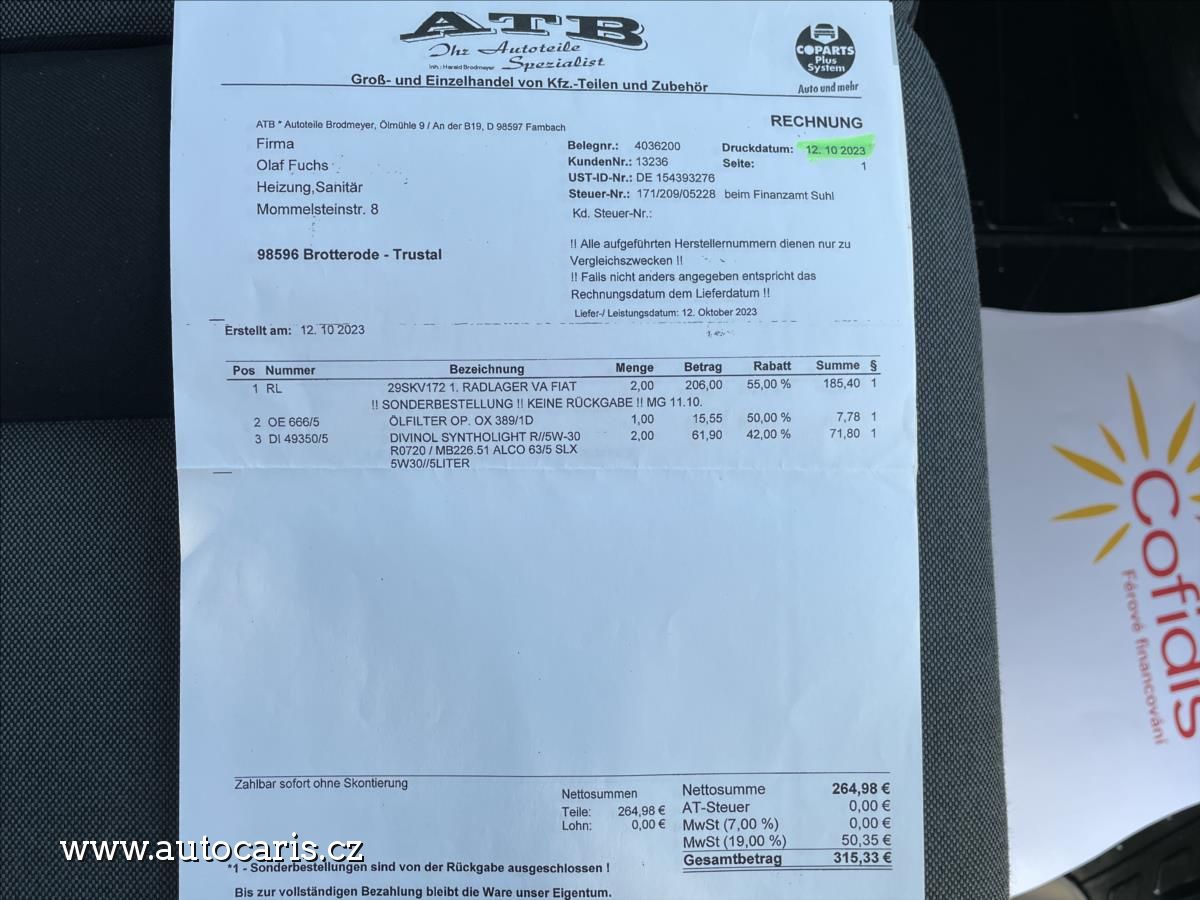 ATB
Ihr Autoteile
Inh.: Harald Brodmeyer Spezialist
Groß- und Einzelhandel von Kfz.-Teilen und Zubehör
COPARTS
Plus
System
Auto und mehr
RECHNUNG
ATB * Autoteile Brodmeyer, Ölmühle 9 / An der B19, D 98597 Fambach
Firma
Olaf Fuchs
Heizung,Sanitär
Mommelsteinstr. 8
98596 Brotterode - Trustal
Belegnr.: 4036200 Druckdatum: 12. 10 2023
KundenNr.: 13236 Seite: 1
UST-ID-Nr.: DE 154393276
Steuer-Nr.: 171/209/05228 beim Finanzamt Suhl
Kd. Steuer-Nr.:
!! Alle aufgeführten Herstellernummern dienen nur zu
Vergleichszwecken !!
!! Falls nicht anders angegeben entspricht das
Rechnungsdatum dem Lieferdatum !!
Liefer-/ Leistungsdatum: 12. Oktober 2023
Erstellt am: 12. 10 2023
Pos Nummer Bezeichnung Menge Betrag Rabatt Summe §
1 RL 29SKV172 1. RADLAGER VA FIAT 2,00 206,00 55,00 % 185,40 1
!! SONDERBESTELLUNG !! KEINE RÜCKGABE !! MG 11.10.
2 OE 666/5 ÖLFILTER OP. OX 389/1D 1,00 15,55 50,00 % 7,78 1
3 DI 49350/5 DIVINOL SYNTHOLIGHT R//5W-30 2,00 61,90 42,00 % 71,80 1
R0720 / MB226.51 ALCO 63/5 SLX
5W30//5LITER
Zahlbar sofort ohne Skontierung
Nettosummen
Teile: 264,98 €
Lohn: 0,00 €
Nettosumme 264,98 €
AT-Steuer 0,00 €
MwSt (7,00 %) 0,00 €
MwSt (19,00 %) 50,35 €
Gesamtbetrag 315,33 €
*1 - Sonderbestellungen sind von der Rückgabe ausgeschlossen !
Bis zur vollständigen Bezahlung bleibt die Ware unser Eigentum.
Cofidis
Férové financování
www.autocaris.cz